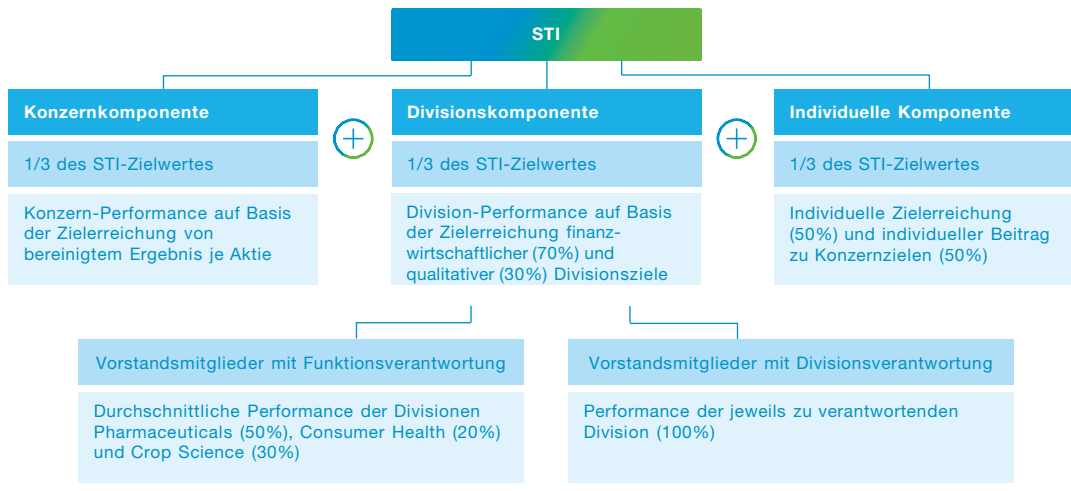 STI
Konzernkomponente
1/3 des STI-Zielwertes
Konzern-Performance auf Basis
der Zielerreichung von
bereinigtem Ergebnis je Aktie
Divisionskomponente
1/3 des STI-Zielwertes
Division-Performance auf Basis
der Zielerreichung finanz-
wirtschaftlicher (70%) und
qualitativer (30%) Divisionsziele
Individuelle Komponente
1/3 des STI-Zielwertes
Individuelle Zielerreichung
(50%) und individueller Beitrag
zu Konzernzielen (50%)
Vorstandsmitglieder mit Funktionsverantwortung
Durchschnittliche Performance der Divisionen
Pharmaceuticals (50%), Consumer Health (20%)
und Crop Science (30%)
Vorstandsmitglieder mit Divisionsverantwortung
Performance der jeweils zu verantwortenden
Division (100%)